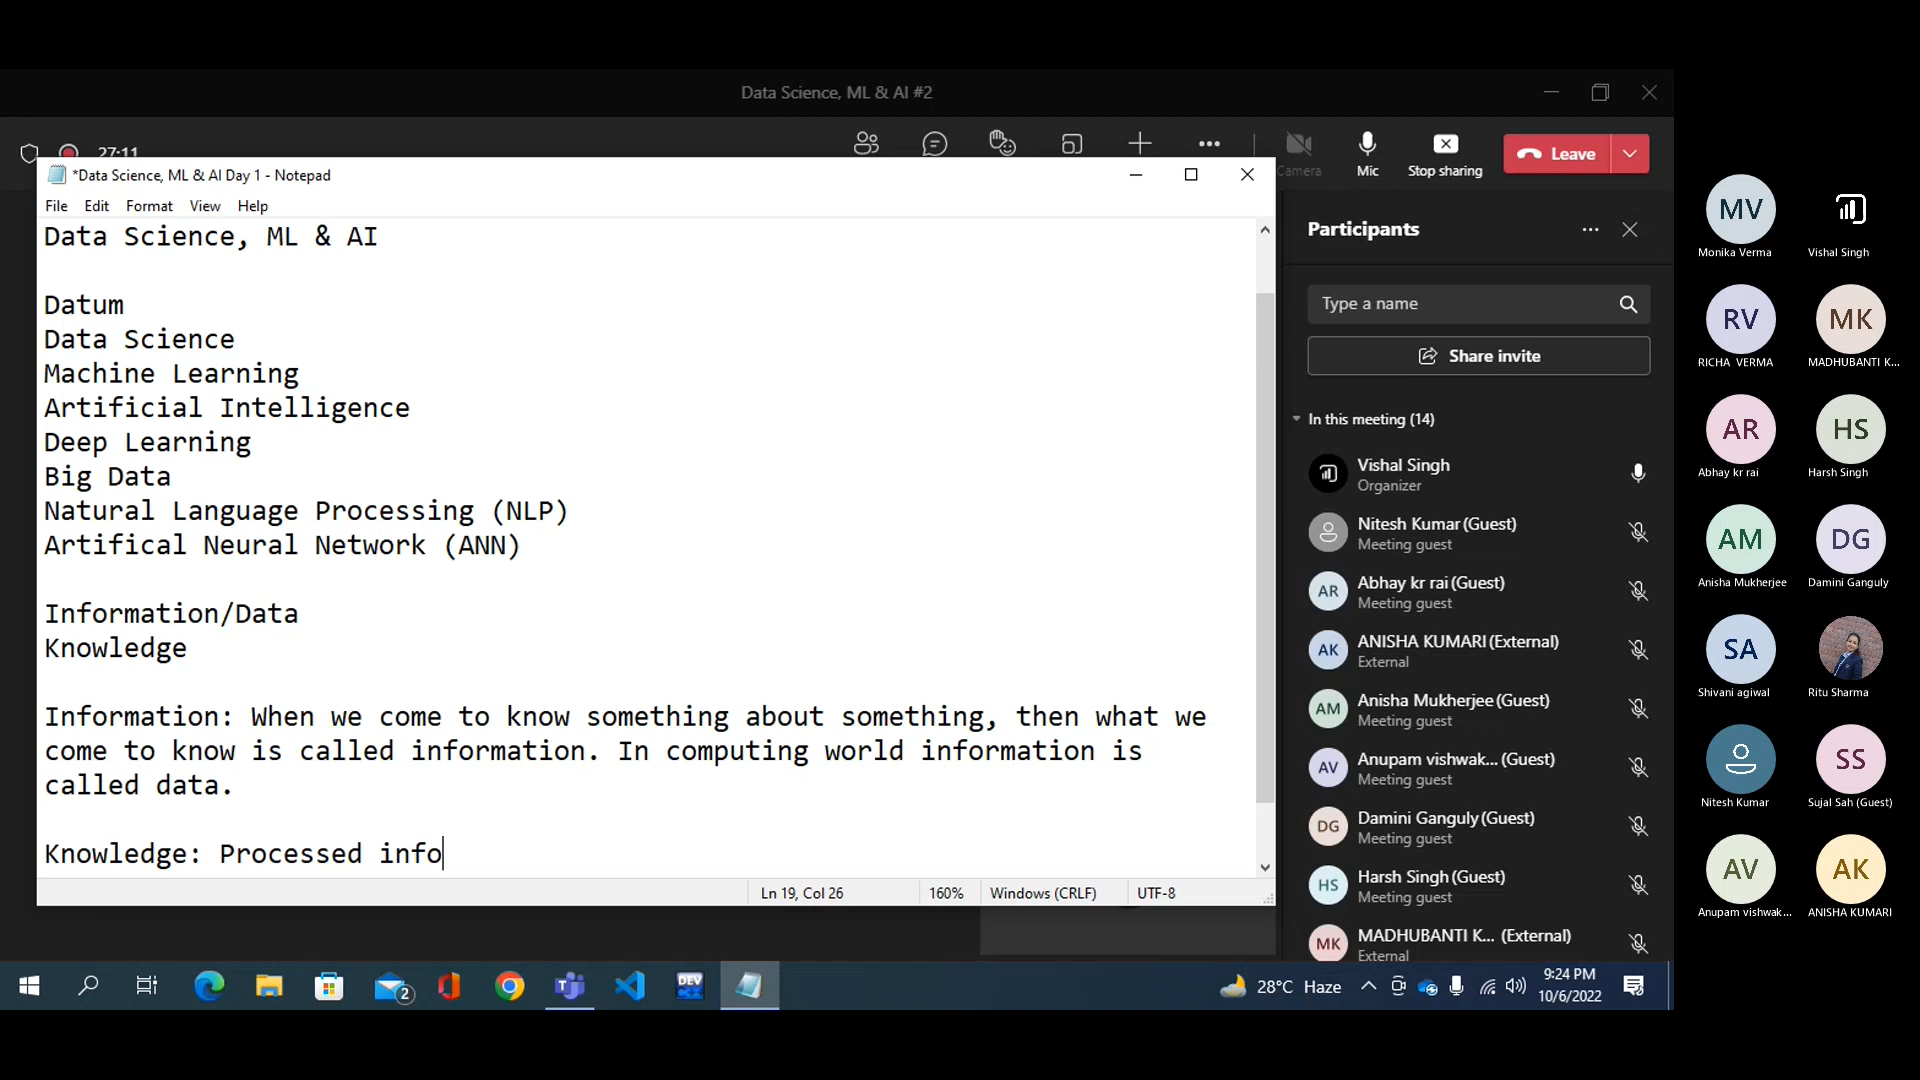 Data Science, ML & AI #2
27:11
Camera
Mic
Stop sharing
Leave
*Data Science, ML & AI Day 1 - Notepad
File Edit Format View Help
Data Science, ML & AI
Datum
Data Science
Machine Learning
Artificial Intelligence
Deep Learning
Big Data
Natural Language Processing (NLP)
Artifical Neural Network (ANN)
Information/Data
Knowledge
Information: When we come to know something about something, then what we
come to know is called information. In computing world information is
called data.
Knowledge: Processed info
Ln 19, Col 26
160%
Windows (CRLF)
UTF-8
Participants
Type a name
Share invite
In this meeting (14)
Vishal Singh
Organizer
Nitesh Kumar (Guest)
Meeting guest
AR
Abhay kr rai (Guest)
Meeting guest
AK
ANISHA KUMARI (External)
External
AM
Anisha Mukherjee (Guest)
Meeting guest
AV
Anupam vishwak... (Guest)
Meeting guest
DG
Damini Ganguly (Guest)
Meeting guest
HS
Harsh Singh (Guest)
Meeting guest
MK
MADHUBANTI K... (External)
External
MV
Monika Verma
Vishal Singh
RV
RICHA VERMA
MK
MADHUBANTI K...
AR
Abhay kr rai
HS
Harsh Singh
AM
Anisha Mukherjee
DG
Damini Ganguly
SA
Shivani agiwal
Ritu Sharma
Nitesh Kumar
SS
Sujal Sah (Guest)
AV
Anupam vishwak...
AK
ANISHA KUMARI
2
DEV
28°C Haze
9:24 PM
10/6/2022